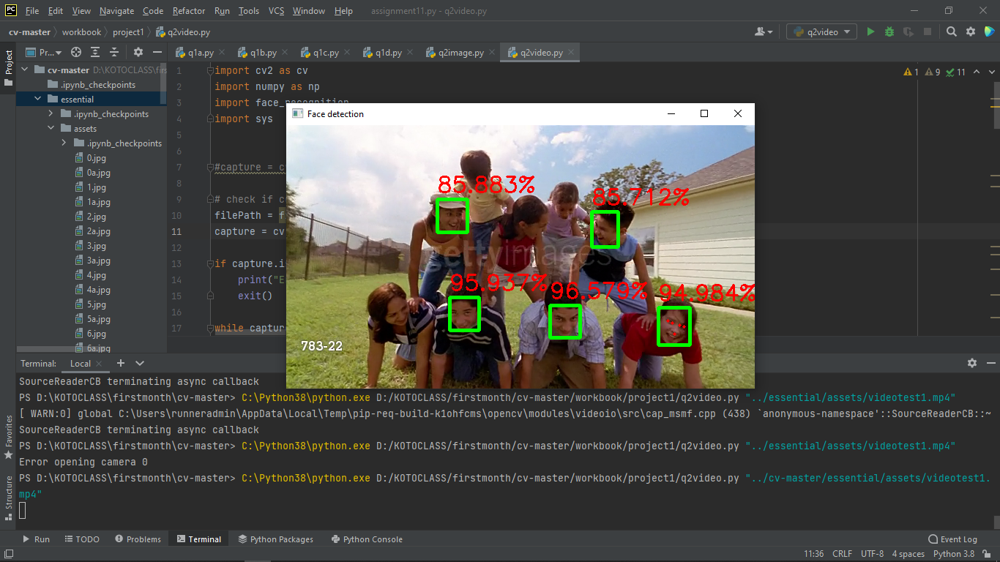 File Edit View Navigate Code Refactor Run Tools VCS Window Help assignment11.py - q2video.py
cv-master workbook project1 q2video.py q2video
Project Pr... q1a.py q1b.py q1c.py q1d.py q2image.py q2video.py
cv-master D:\KOTOCLASS\firs
.ipynb_checkpoints
essential
.ipynb_checkpoints
assets
.ipynb_checkpoints
0.jpg
0a.jpg
1.jpg
1a.jpg
2.jpg
2a.jpg
3.jpg
3a.jpg
4.jpg
4a.jpg
5.jpg
5a.jpg
6.jpg
6a.jpg
1 import cv2 as cv
2 import numpy as np
3 import face_recognition
4 import sys
5
6
7 #capture = c
8
9 # check if c
10 filePath = f
11 capture = cv
12
13 if capture.i
14 print("E
15 exit()
16
17 while captur
1 9 11
Face detection
85.883%
85.712%
gettyimages
95.937%
96.579%
94.984%
783-22
Terminal: Local
SourceReaderCB terminating async callback
PS D:\KOTOCLASS\firstmonth\cv-master> C:\Python38\python.exe D:/KOTOCLASS/firstmonth/cv-master/workbook/project1/q2video.py "../essential/assets/videotest1.mp4"
[ WARN:0] global C:\Users\runneradmin\AppData\Local\Temp\pip-req-build-k1ohfcms\opencv\modules\videoio\src\cap_msmf.cpp (438) `anonymous-namespace'::SourceReaderCB::~
SourceReaderCB terminating async callback
PS D:\KOTOCLASS\firstmonth\cv-master> C:\Python38\python.exe D:/KOTOCLASS/firstmonth/cv-master/workbook/project1/q2video.py "../essential/assets/videotest1.mp4"
Error opening camera 0
PS D:\KOTOCLASS\firstmonth\cv-master> C:\Python38\python.exe D:/KOTOCLASS/firstmonth/cv-master/workbook/project1/q2video.py "../cv-master/essential/assets/videotest1.
mp4"
Favorites
Structure
Run TODO Problems Terminal Python Packages Python Console Event Log
11:36 CRLF UTF-8 4 spaces Python 3.8